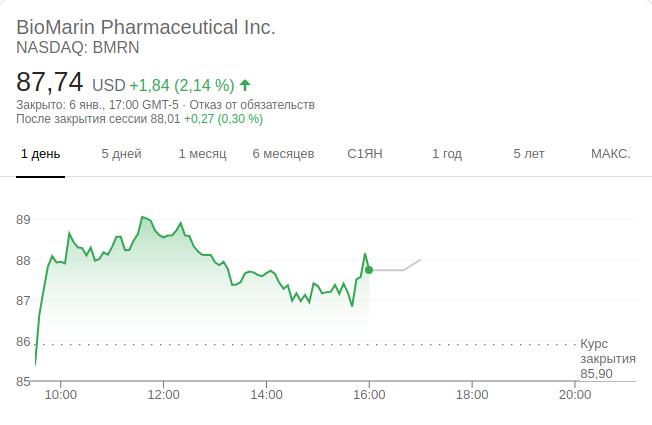 BioMarin Pharmaceutical Inc.
NASDAQ: BMRN
87,74 USD +1,84 (2,14 %)
Закрыто: 6 янв., 17:00 GMT-5 · Отказ от обязательств
После закрытия сессии 88,01 +0,27 (0,30 %)
1 день 5 дней 1 месяц 6 месяцев С1ЯН 1 год 5 лет МАКС.
89
88
87
86
Курс
закрытия
85,90
85
10:00 12:00 14:00 16:00 18:00 20:00